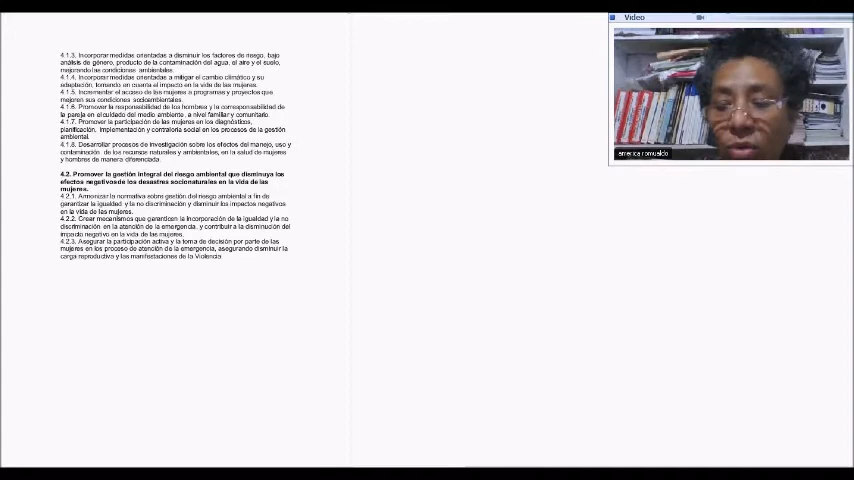 4.1.3. Incorporar medidas orientadas a disminuir los factores de riesgo, bajo
análisis de género, producto de la contaminación del agua, el aire y el suelo,
mejorando las condiciones ambientales.
4.1.4. Incorporar medidas orientadas a mitigar el cambio climático y su
adaptación, tomando en cuenta el impacto en la vida de las mujeres.
4.1.5. Incrementar el acceso de las mujeres a programas y proyectos que
mejoren sus condiciones socioambientales.
4.1.6. Promover la responsabilidad de los hombres y la corresponsabilidad de
la pareja en el cuidado del medio ambiente, a nivel familiar y comunitario.
4.1.7. Promover la participación de las mujeres en los diagnósticos,
planificación, implementación y contraloría social en los procesos de la gestión
ambiental.
4.1.8. Desarrollar procesos de investigación sobre los efectos del manejo, uso y
contaminación de los recursos naturales y ambientales, en la salud de mujeres
y hombres de manera diferenciada.
4.2. Promover la gestión integral del riesgo ambiental que disminuya los
efectos negativos de los desastres socionaturales en la vida de las
mujeres.
4.2.1. Armonizar la normativa sobre gestión del riesgo ambiental a fin de
garantizar la igualdad y la no discriminación y disminuir los impactos negativos
en la vida de las mujeres.
4.2.2. Crear mecanismos que garanticen la incorporación de la igualdad y la no
discriminación en la atención de la emergencia, y contribuir a la disminución del
impacto negativo en la vida de las mujeres.
4.2.3. Asegurar la participación activa y la toma de decisión por parte de las
mujeres en los proceso de atención de la emergencia, asegurando disminuir la
carga reproductiva y las manifestaciones de la Violencia
Video
america romualdo